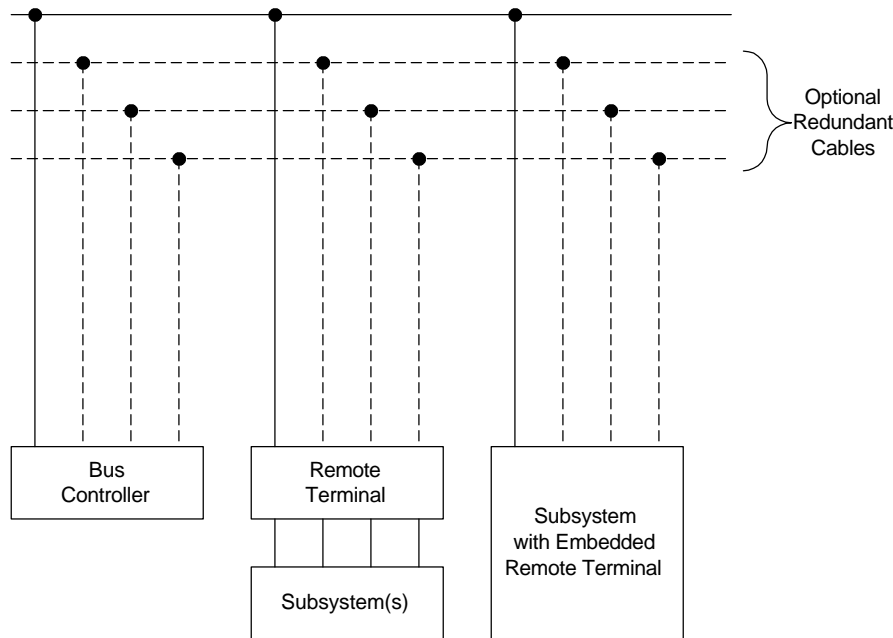 Optional
Redundant
Cables
Bus
Controller
Remote
Terminal
Subsystem
with Embedded
Remote Terminal
Subsystem(s)